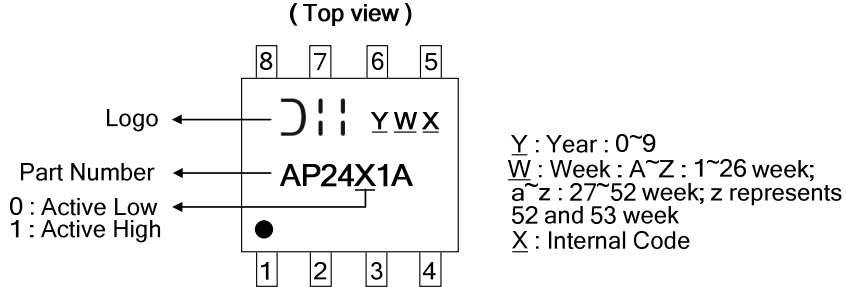 ( Top view )
8 7 6 5
Logo
Y W X
Part Number
AP24X1A
0 : Active Low
1 : Active High
1 2 3 4
Y : Year : 0~9
W : Week : A~Z : 1~26 week;
a~z : 27~52 week; z represents
52 and 53 week
X : Internal Code